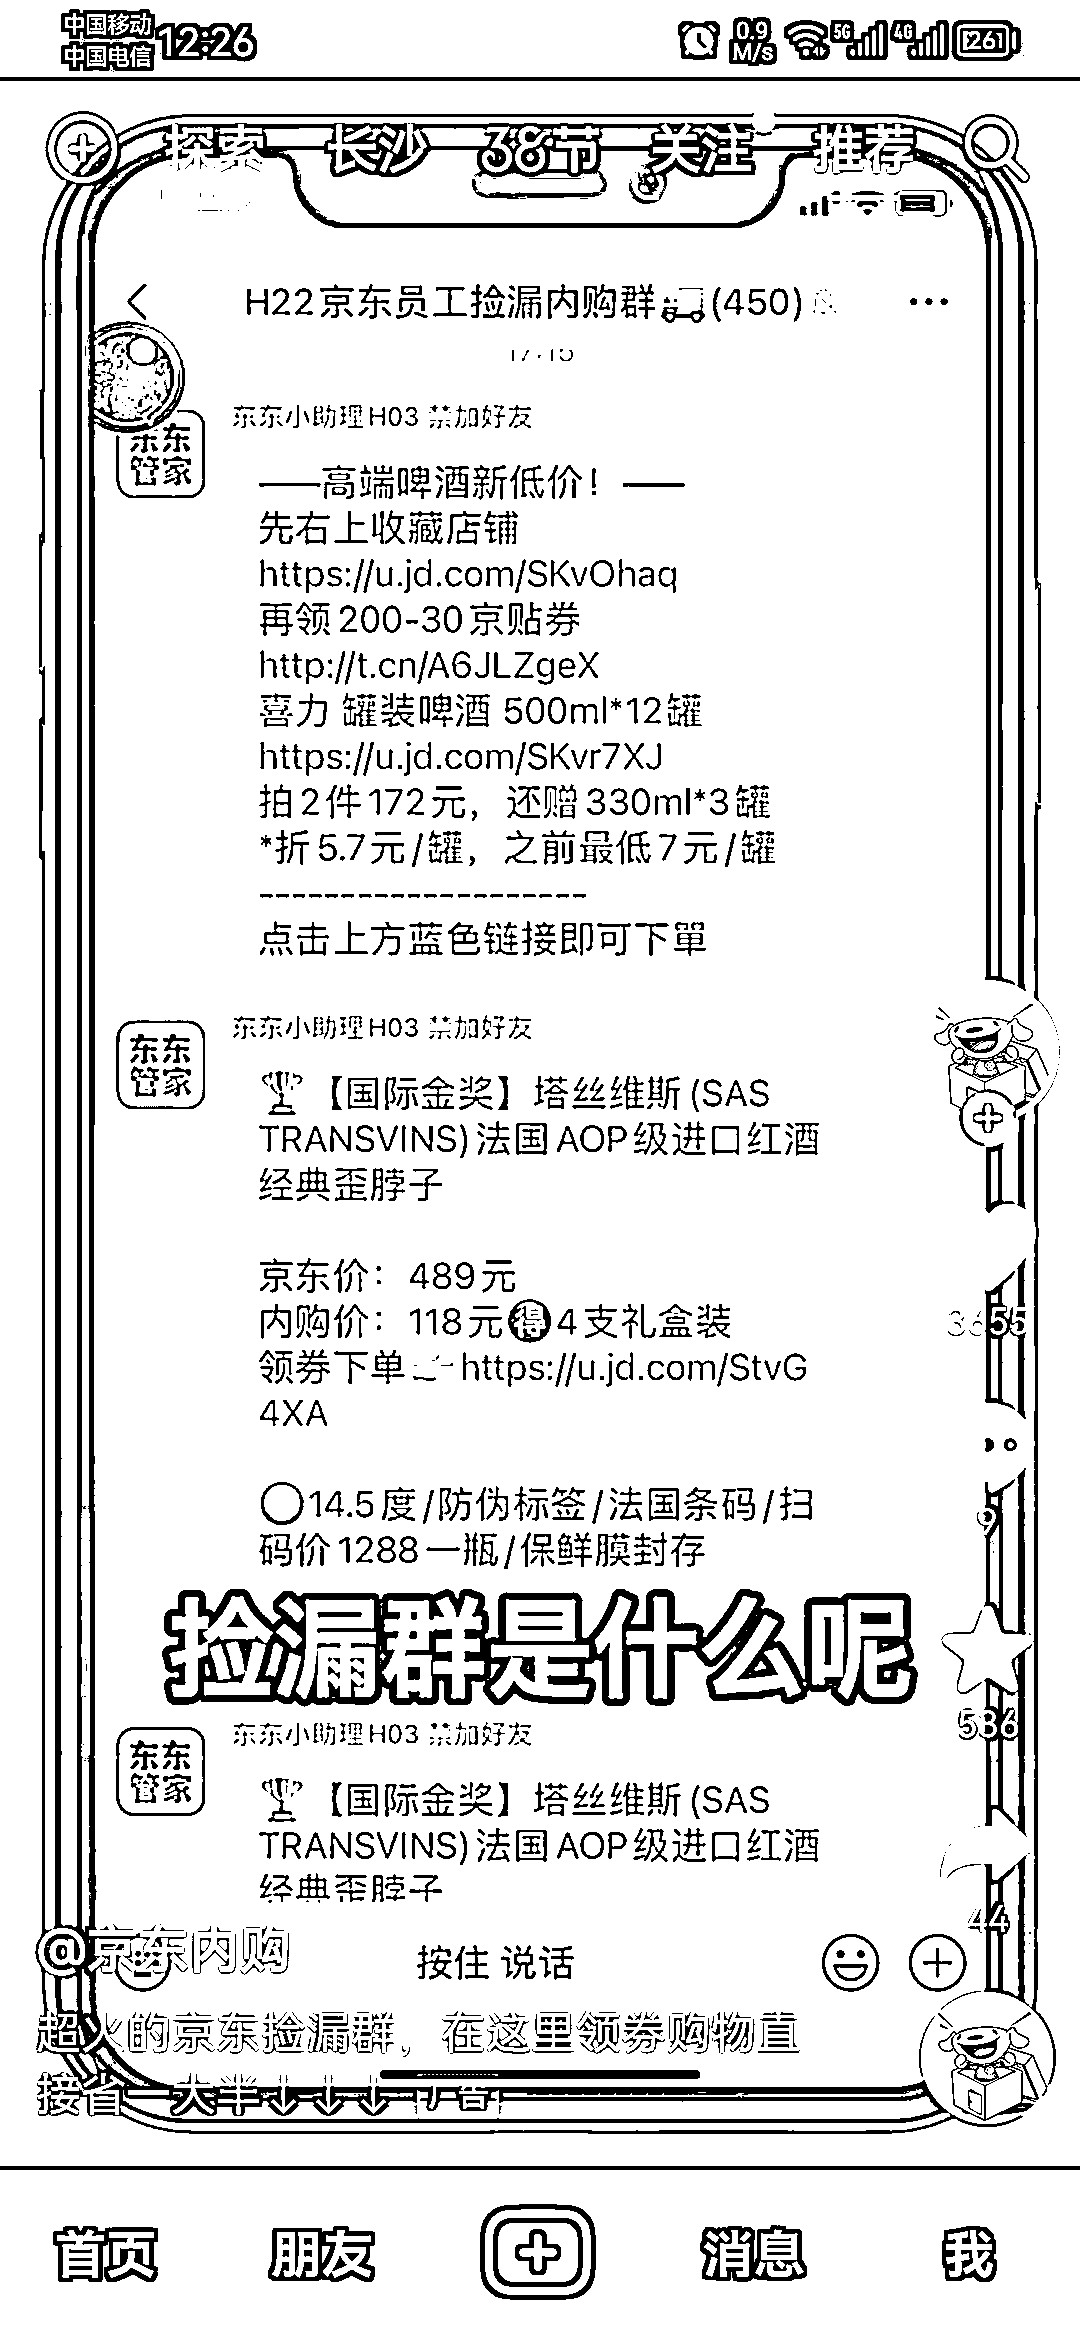 中国移动
中国电信
12:26
0.9
M/s
5G
4G
26
探索
长沙
38节
关注
推荐
H22京东员工捡漏内购群🚚(450)
17:15
东东小助理H03 禁加好友
东东
管家
——高端啤酒新低价！——
先右上收藏店铺
https://u.jd.com/SKvOhaq
再领200-30京贴券
http://t.cn/A6JLZgeX
喜力 罐装啤酒 500ml*12罐
https://u.jd.com/SKvr7XJ
拍2件172元，还赠330ml*3罐
*折5.7元/罐，之前最低7元/罐
--------------------
点击上方蓝色链接即可下單
东东小助理H03 禁加好友
东东
管家
🏆【国际金奖】塔丝维斯(SAS
TRANSVINS)法国AOP级进口红酒
经典歪脖子
京东价：489元
内购价：118元🉐4支礼盒装
领券下单👉https://u.jd.com/StvG
4XA
3655
⭕14.5度/防伪标签/法国条码/扫
码价1288一瓶/保鲜膜封存
捡漏群是什么呢
536
东东小助理H03 禁加好友
东东
管家
🏆【国际金奖】塔丝维斯(SAS
TRANSVINS)法国AOP级进口红酒
经典歪脖子
44
@京东内购
按住 说话
超火的京东捡漏群，在这里领券购物直
接省一大半↓↓↓ 广告
首页
朋友
消息
我